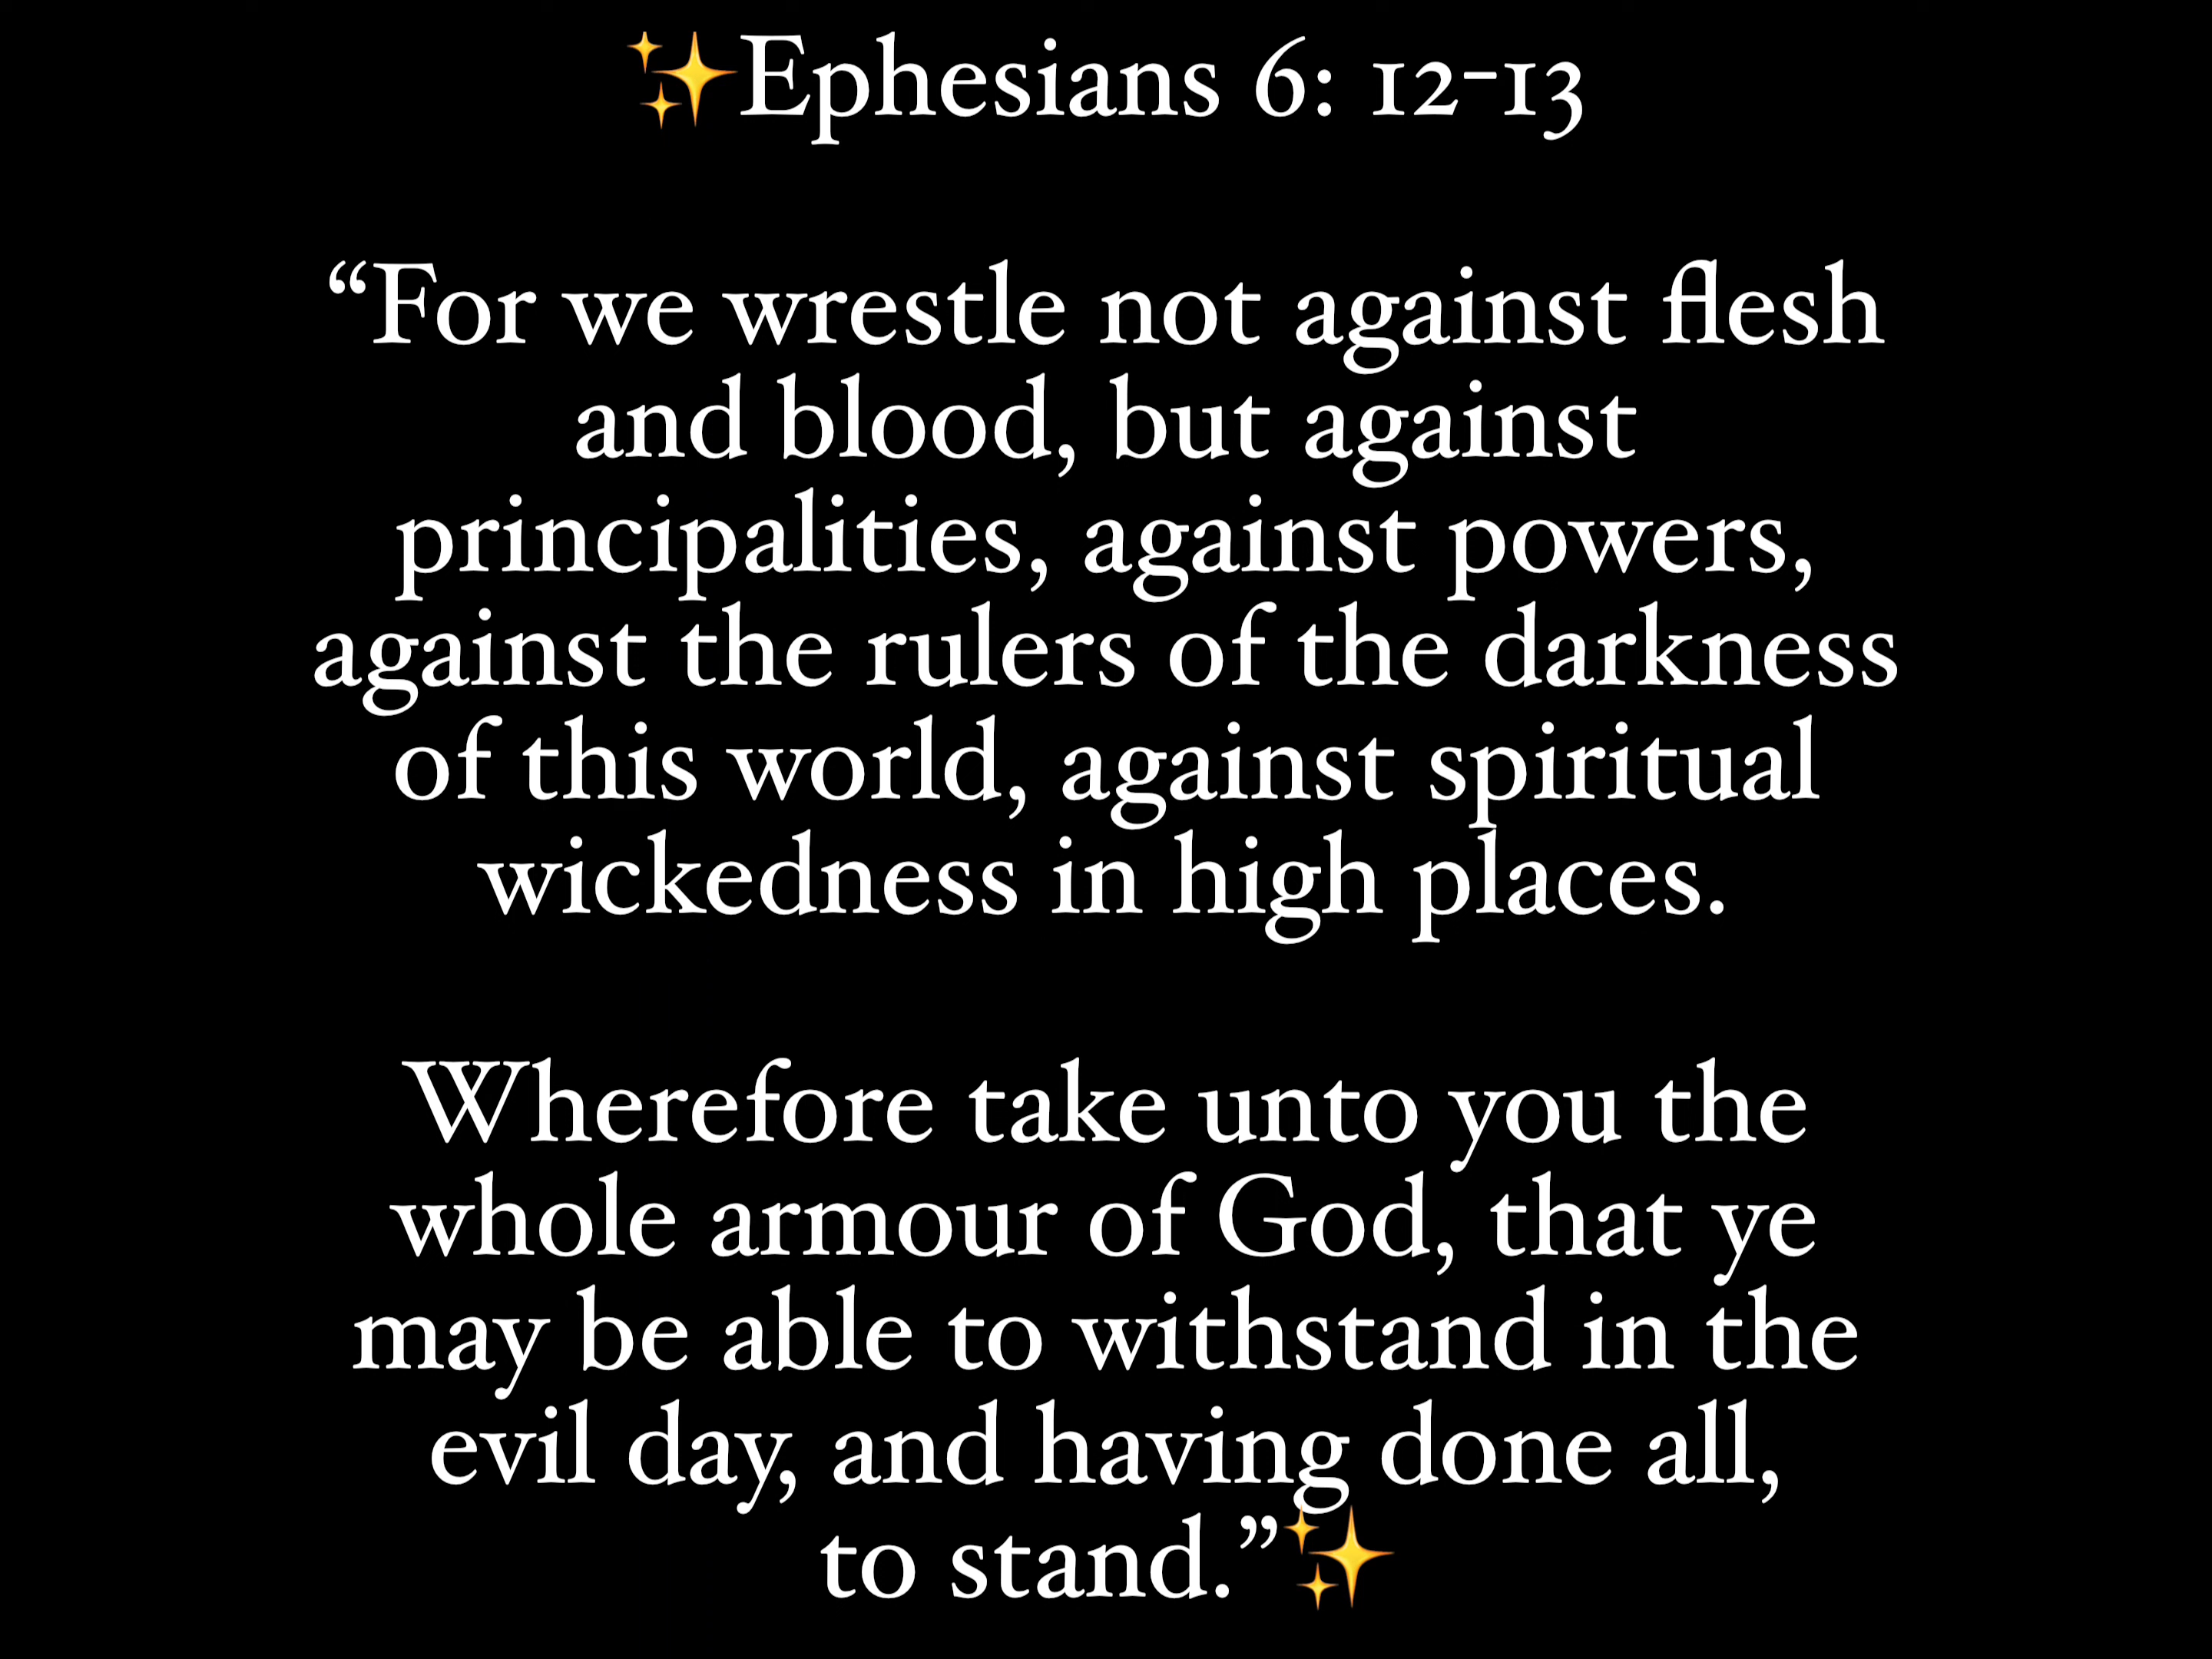 ✨Ephesians 6: 12-13
“For we wrestle not against flesh
and blood, but against
principalities, against powers,
against the rulers of the darkness
of this world, against spiritual
wickedness in high places.
Wherefore take unto you the
whole armour of God, that ye
may be able to withstand in the
evil day, and having done all,
to stand.”✨